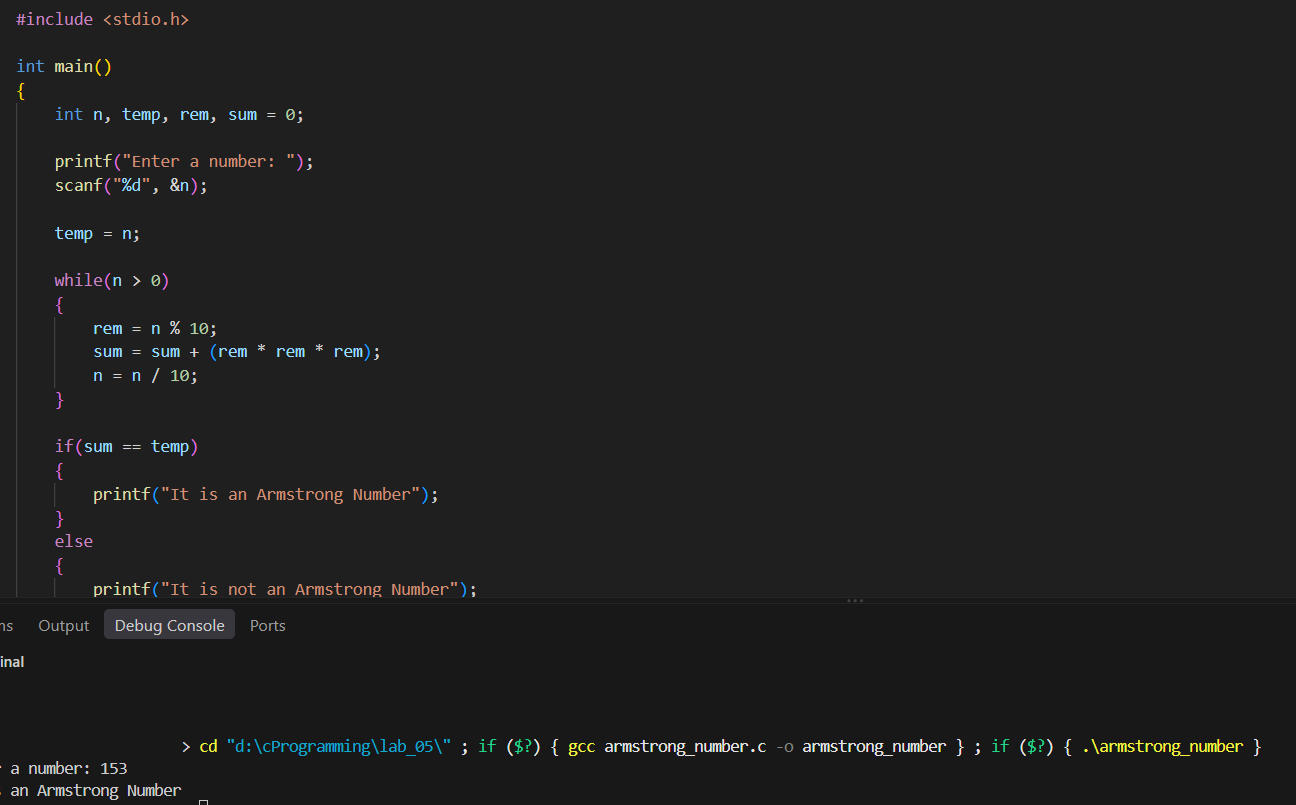 #include <stdio.h>
int main()
{
int n, temp, rem, sum = 0;
printf("Enter a number: ");
scanf("%d", &n);
temp = n;
while(n > 0)
{
rem = n % 10;
sum = sum + (rem * rem * rem);
n = n / 10;
}
if(sum == temp)
{
printf("It is an Armstrong Number");
}
else
{
printf("It is not an Armstrong Number");
ns Output Debug Console Ports
inal
> cd "d:\cProgramming\lab_05\" ; if ($?) { gcc armstrong_number.c -o armstrong_number } ; if ($?) { .\armstrong_number }
a number: 153
an Armstrong Number